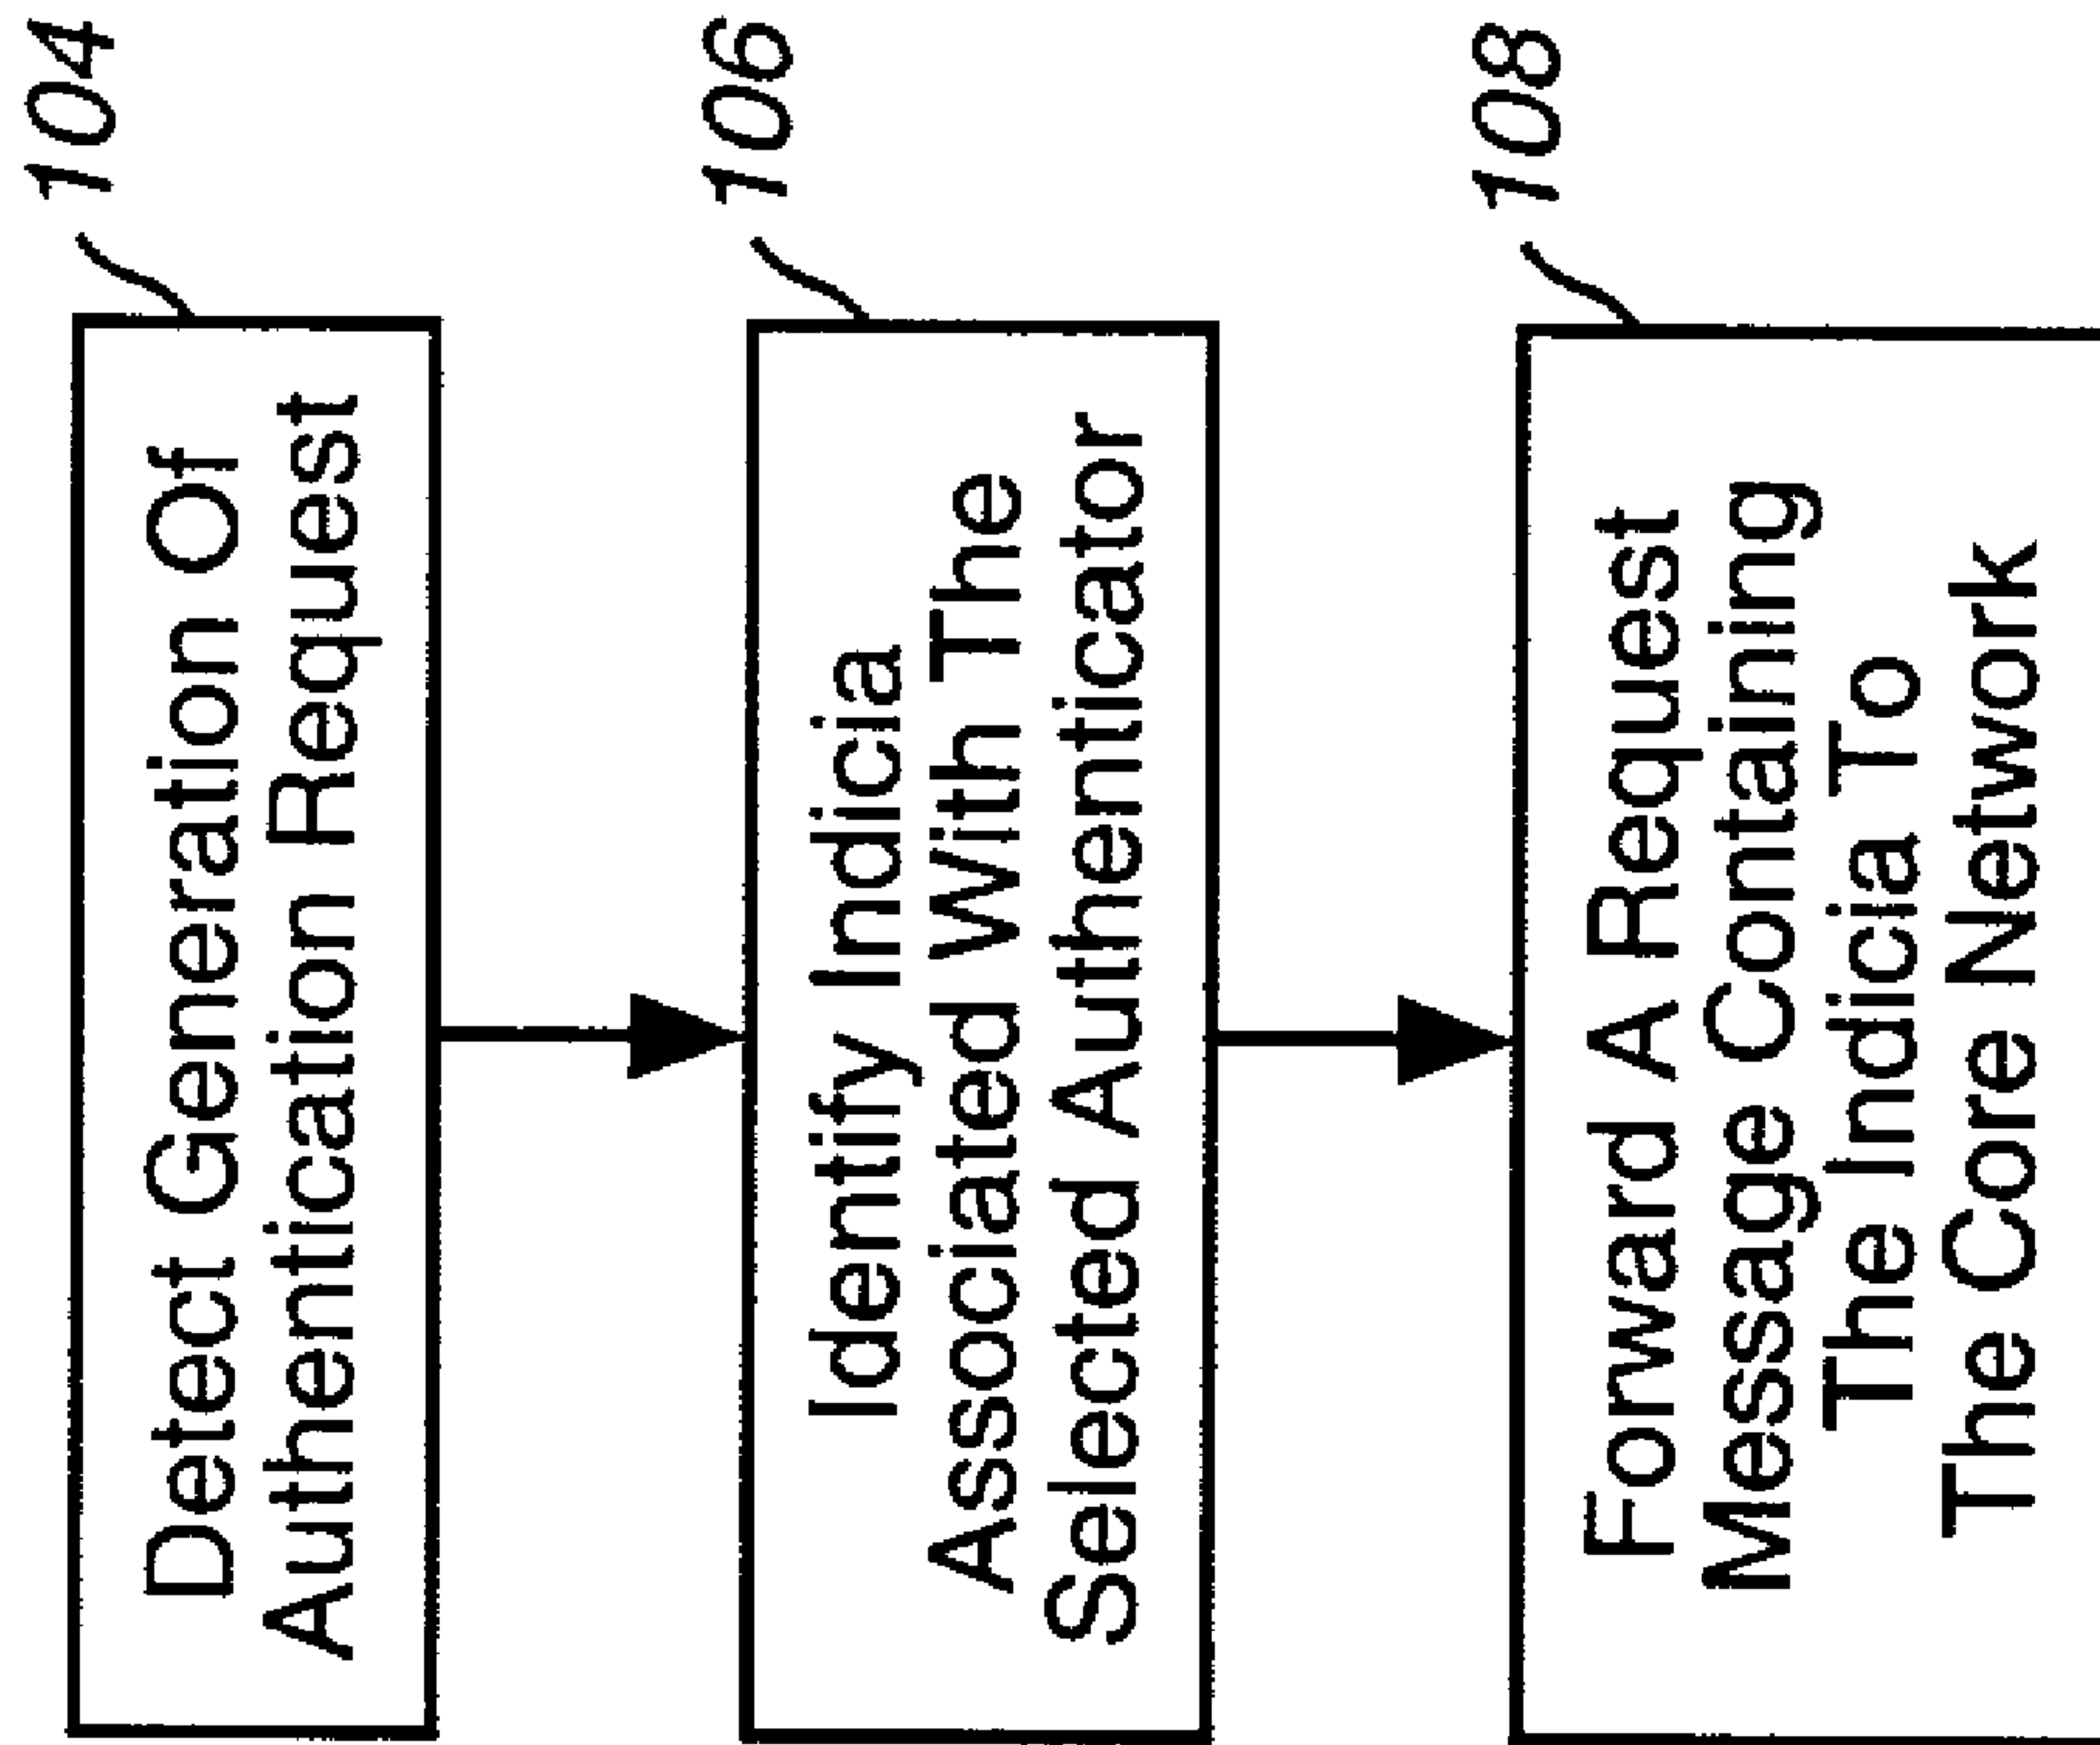 104
Detect Generation Of
Authentication Request
106
Identify Indicia
Associated With The
Selected Authenticator
108
Forward A Request
Message Containing
The Indicia To
The Core Network